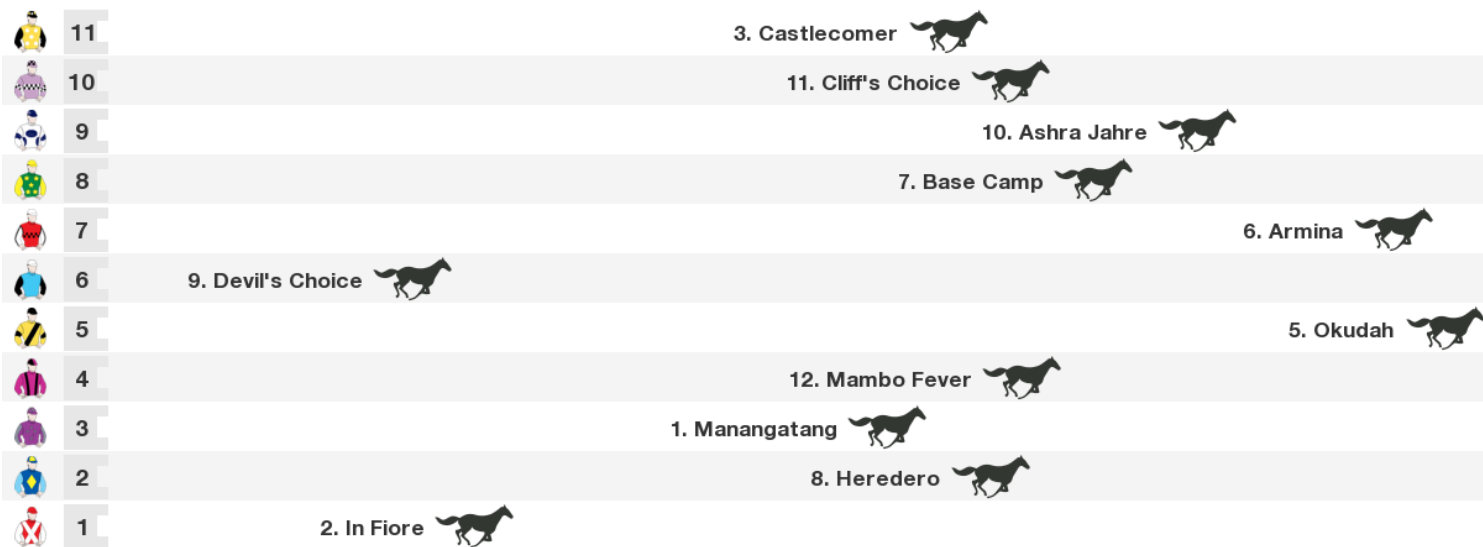 11 3. Castlecomer
10 11. Cliff's Choice
9 10. Ashra Jahre
8 7. Base Camp
7 6. Armina
6 9. Devil's Choice
5 5. Okudah
4 12. Mambo Fever
3 1. Manangatang
2 8. Heredero
1 2. In Fiore